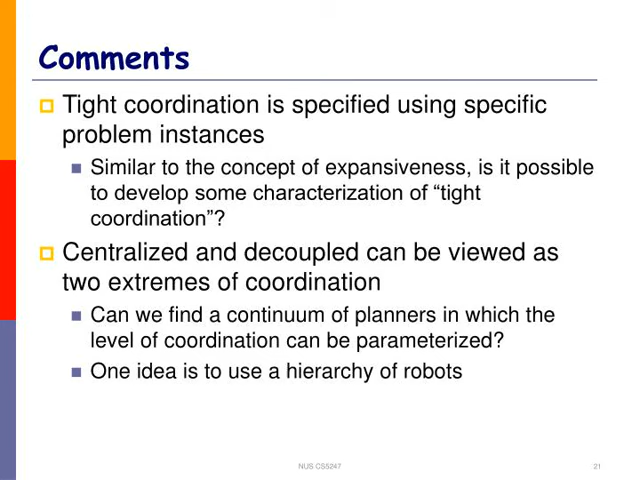 Comments
Tight coordination is specified using specific
problem instances
Similar to the concept of expansiveness, is it possible
to develop some characterization of “tight
coordination”?
Centralized and decoupled can be viewed as
two extremes of coordination
Can we find a continuum of planners in which the
level of coordination can be parameterized?
One idea is to use a hierarchy of robots
NUS CS5247
21